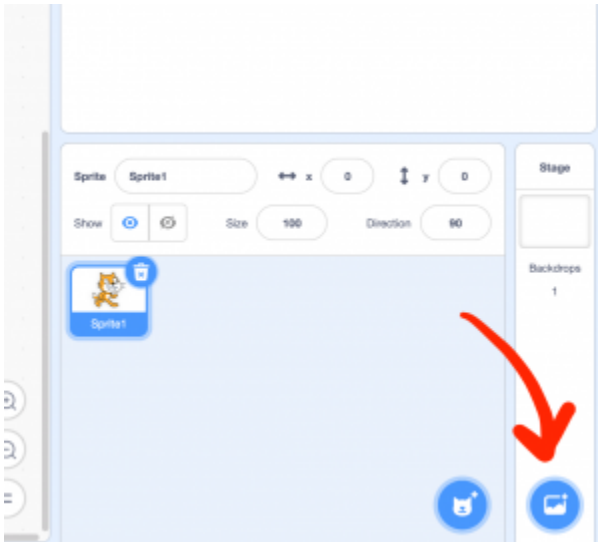 Sprite Sprite1 x 0 y 0
Stage
Show Size 100 Direction 90
Backdrops
1
Sprite1